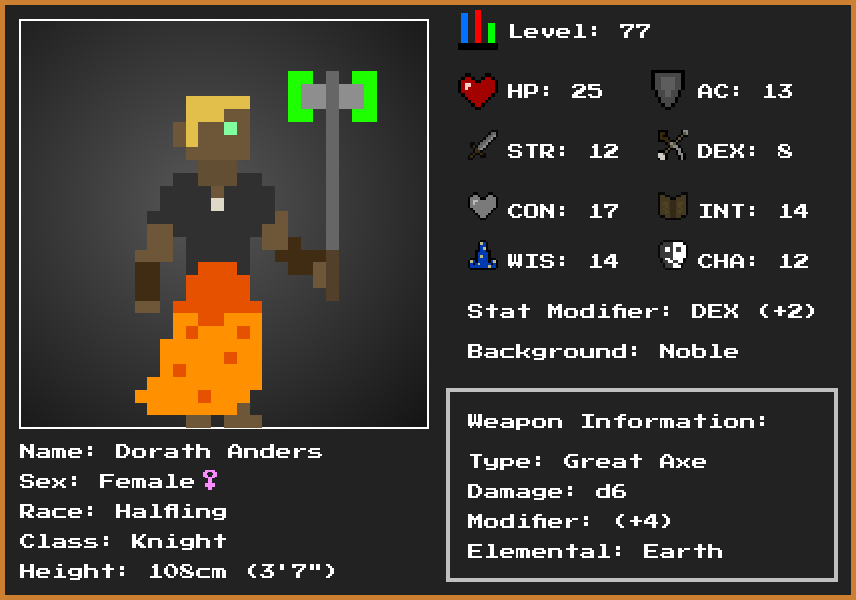 Level: 77
HP: 25 AC: 13
STR: 12 DEX: 8
CON: 17 INT: 14
WIS: 14 CHA: 12
Stat Modifier: DEX (+2)
Background: Noble
Weapon Information:
Type: Great Axe
Damage: d6
Modifier: (+4)
Elemental: Earth
Name: Dorath Anders
Sex: Female♀
Race: Halfling
Class: Knight
Height: 108cm (3'7")